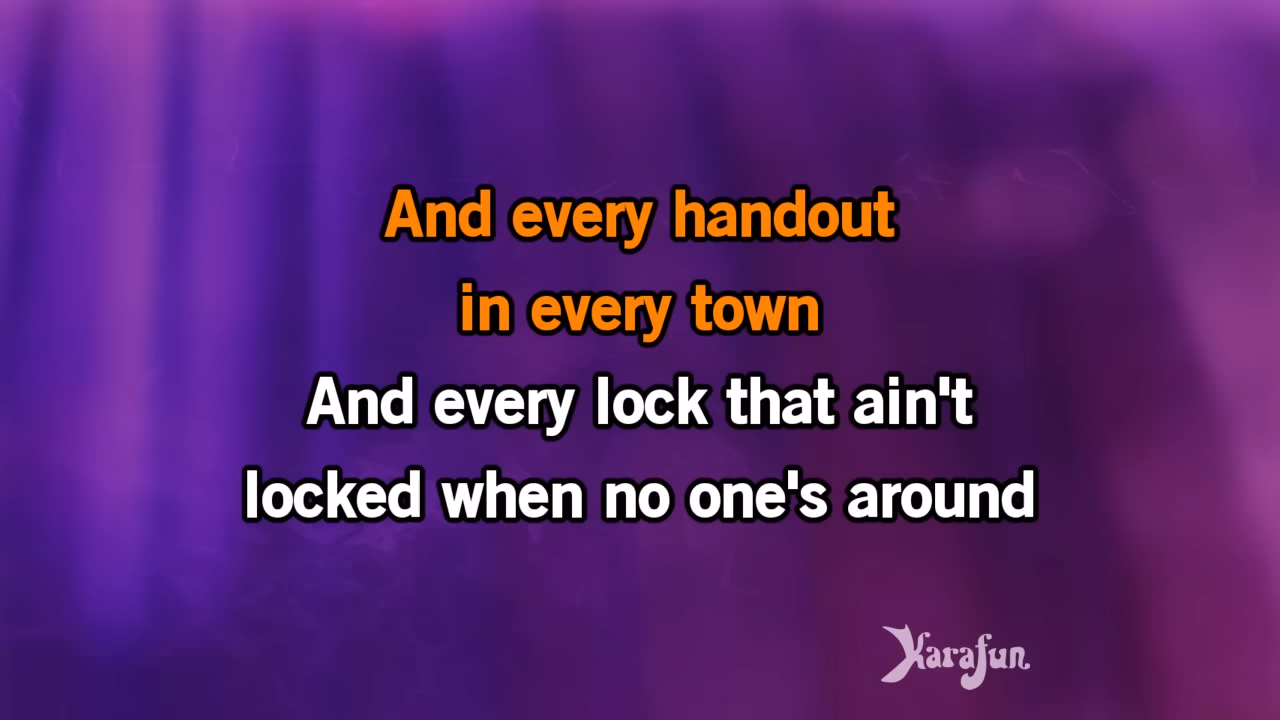 And every handout
in every town
And every lock that ain't
locked when no one's around
Karafun